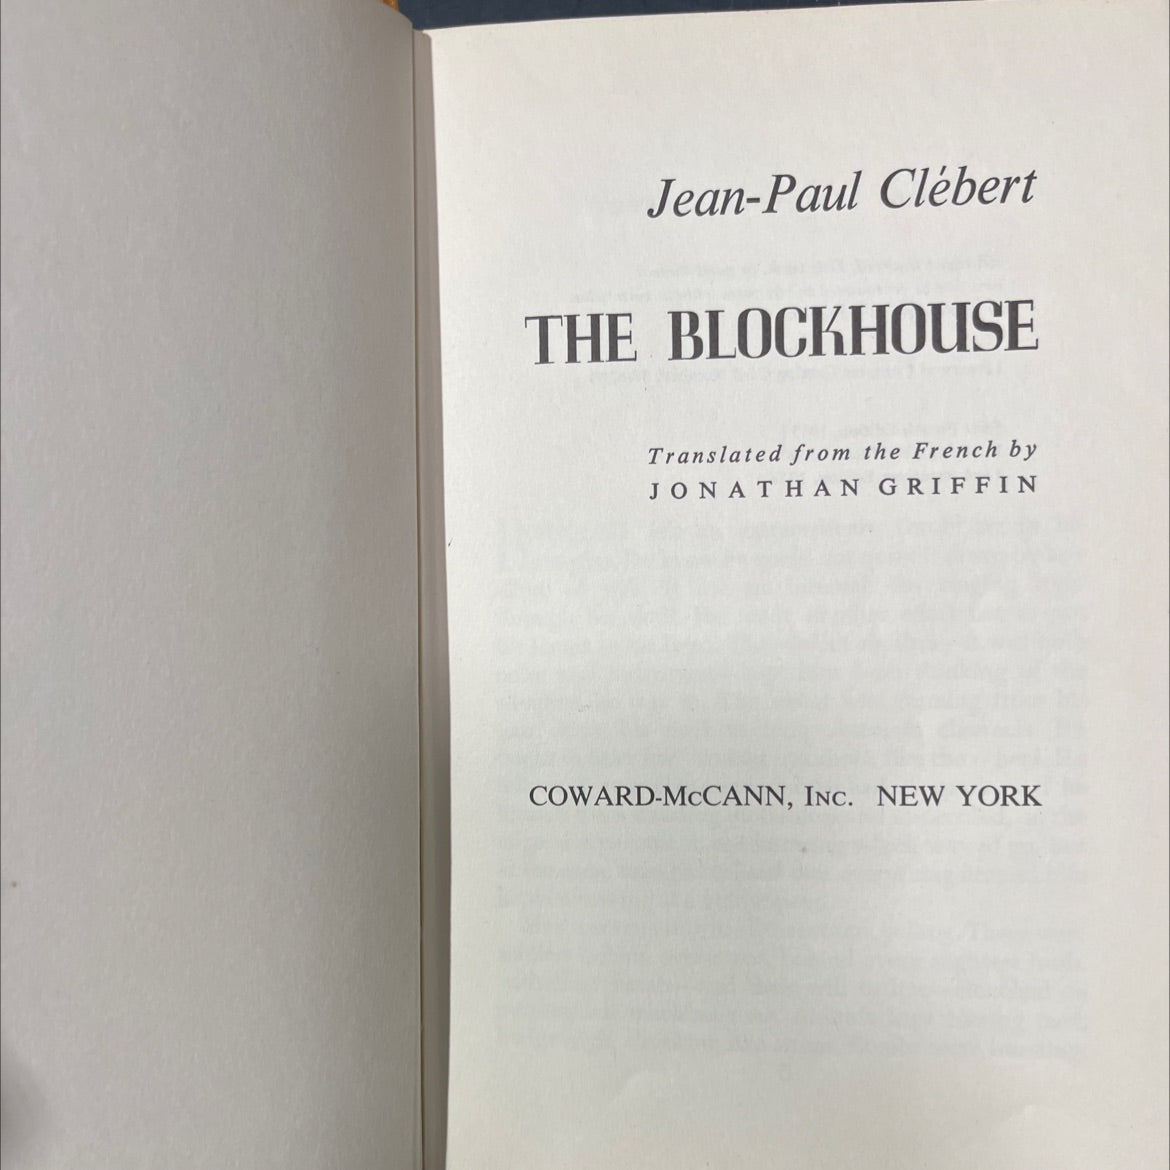 Jean-Paul Clébert
THE BLOCKHOUSE
Translated from the French by
JONATHAN GRIFFIN
COWARD-McCANN, Inc. NEW YORK